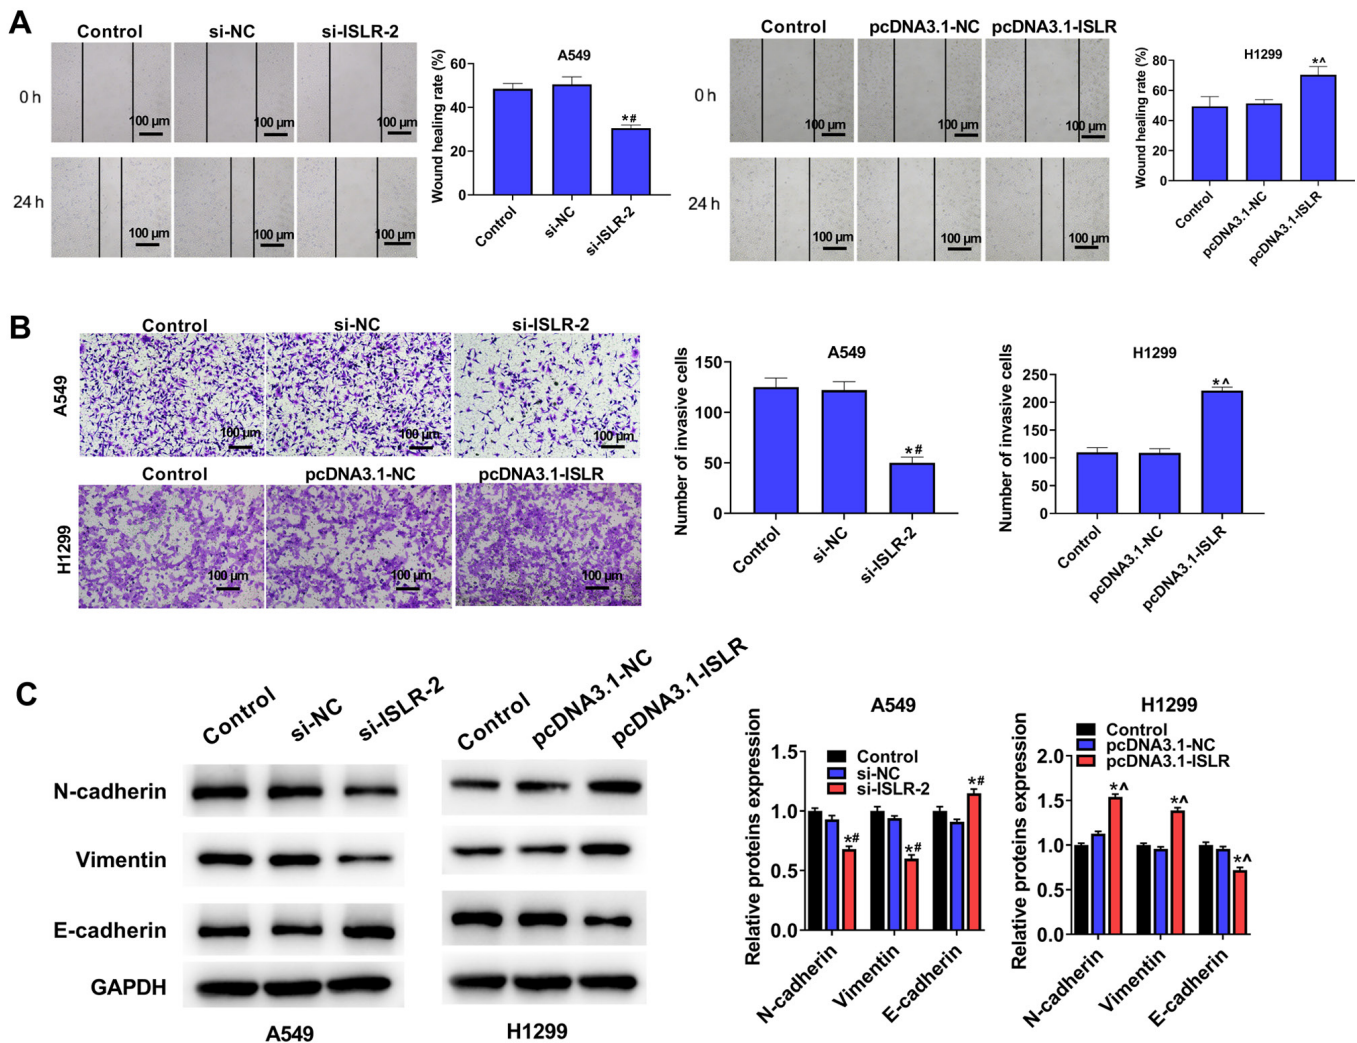 A
Control si-NC si-ISLR-2
0 h
100 µm 100 µm 100 µm
24 h
100 µm 100 µm 100 µm
A549
Wound healing rate (%)
60
40
20
0
*#
Control si-NC si-ISLR-2
Control pcDNA3.1-NC pcDNA3.1-ISLR
0 h
100 µm 100 µm 100 µm
24 h
100 µm 100 µm 100 µm
H1299
Wound healing rate (%)
80
60
40
20
0
*^
Control pcDNA3.1-NC pcDNA3.1-ISLR
B
Control si-NC si-ISLR-2
A549
100 µm 100 µm 100 µm
Control pcDNA3.1-NC pcDNA3.1-ISLR
H1299
100 µm 100 µm 100 µm
A549
Number of invasive cells
150
100
50
0
*#
Control si-NC si-ISLR-2
H1299
Number of invasive cells
250
200
150
100
50
0
*^
Control pcDNA3.1-NC pcDNA3.1-ISLR
C
Control si-NC si-ISLR-2
Control pcDNA3.1-NC pcDNA3.1-ISLR
N-cadherin
Vimentin
E-cadherin
GAPDH
A549 H1299
A549
Relative proteins expression
1.5
1.0
0.5
0.0
Control
si-NC
si-ISLR-2
*# *# *#
N-cadherin Vimentin E-cadherin
H1299
Relative proteins expression
2.0
1.5
1.0
0.5
0.0
Control
pcDNA3.1-NC
pcDNA3.1-ISLR
*^ *^ *^
N-cadherin Vimentin E-cadherin